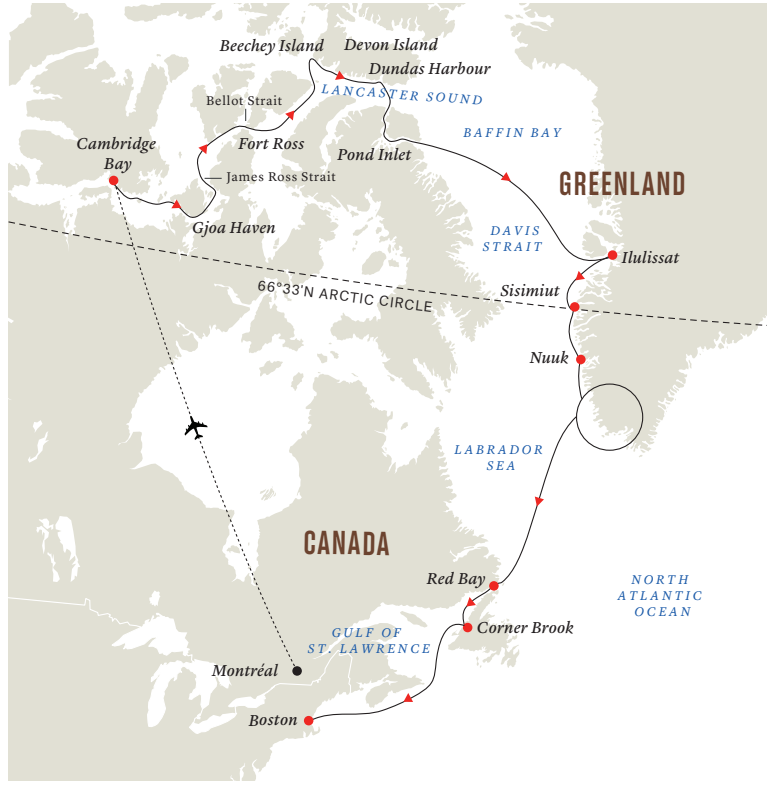 Beechey Island
Devon Island
Dundas Harbour
LANCASTER SOUND
Bellot Strait
BAFFIN BAY
Cambridge
Bay
Fort Ross
Pond Inlet
James Ross Strait
GREENLAND
Gjoa Haven
DAVIS
STRAIT
Ilulissat
66°33'N ARCTIC CIRCLE
Sisimiut
Nuuk
LABRADOR
SEA
CANADA
Red Bay
NORTH
ATLANTIC
OCEAN
Corner Brook
GULF OF
ST. LAWRENCE
Montréal
Boston